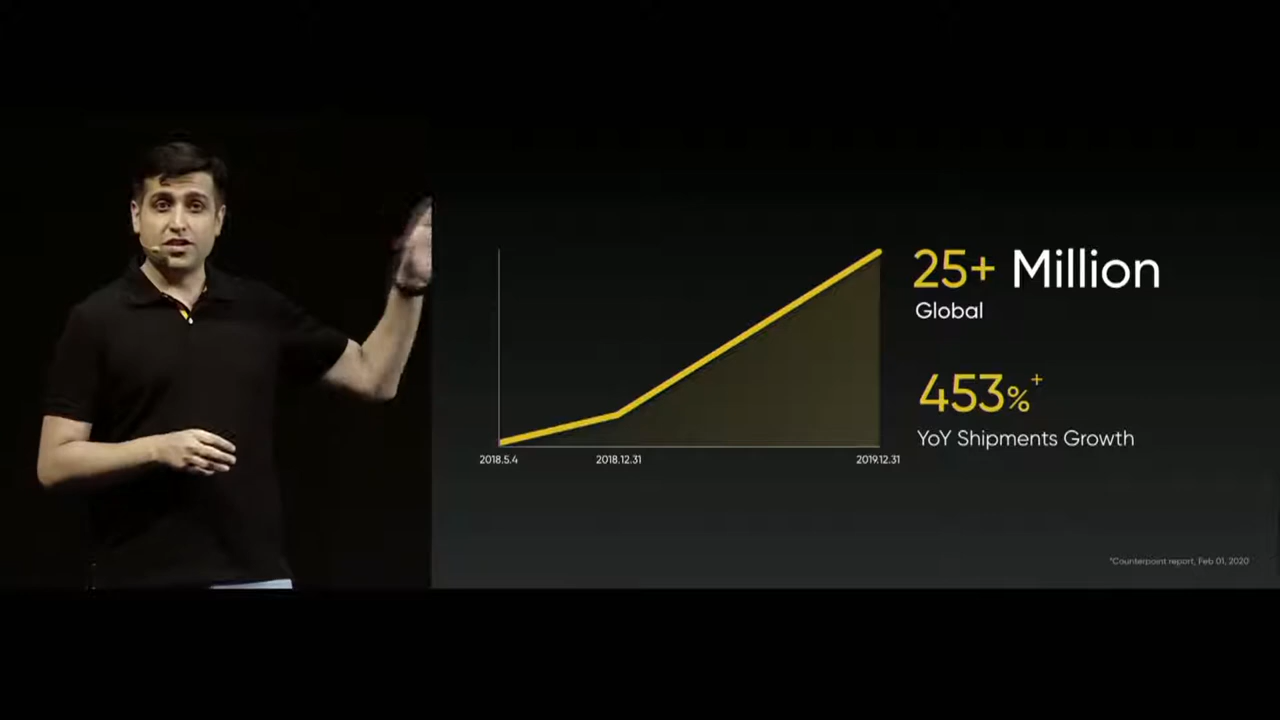 25+ Million
Global
453%+
YoY Shipments Growth
2018.5.4
2018.12.31
2019.12.31
*Counterpoint report, Feb 01, 2020